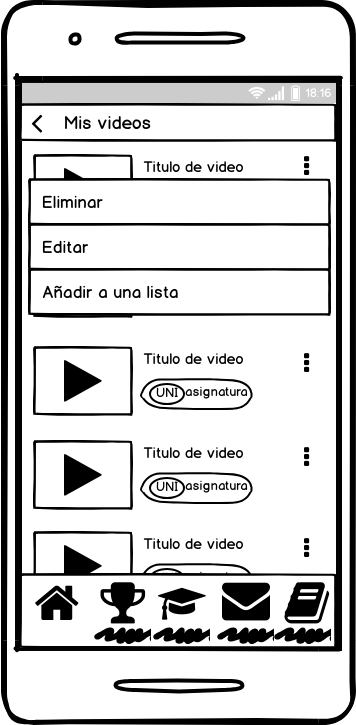 18:16
Mis videos
Titulo de video
Eliminar
Editar
Añadir a una lista
Titulo de video
UNI asignatura
Titulo de video
UNI asignatura
Titulo de video